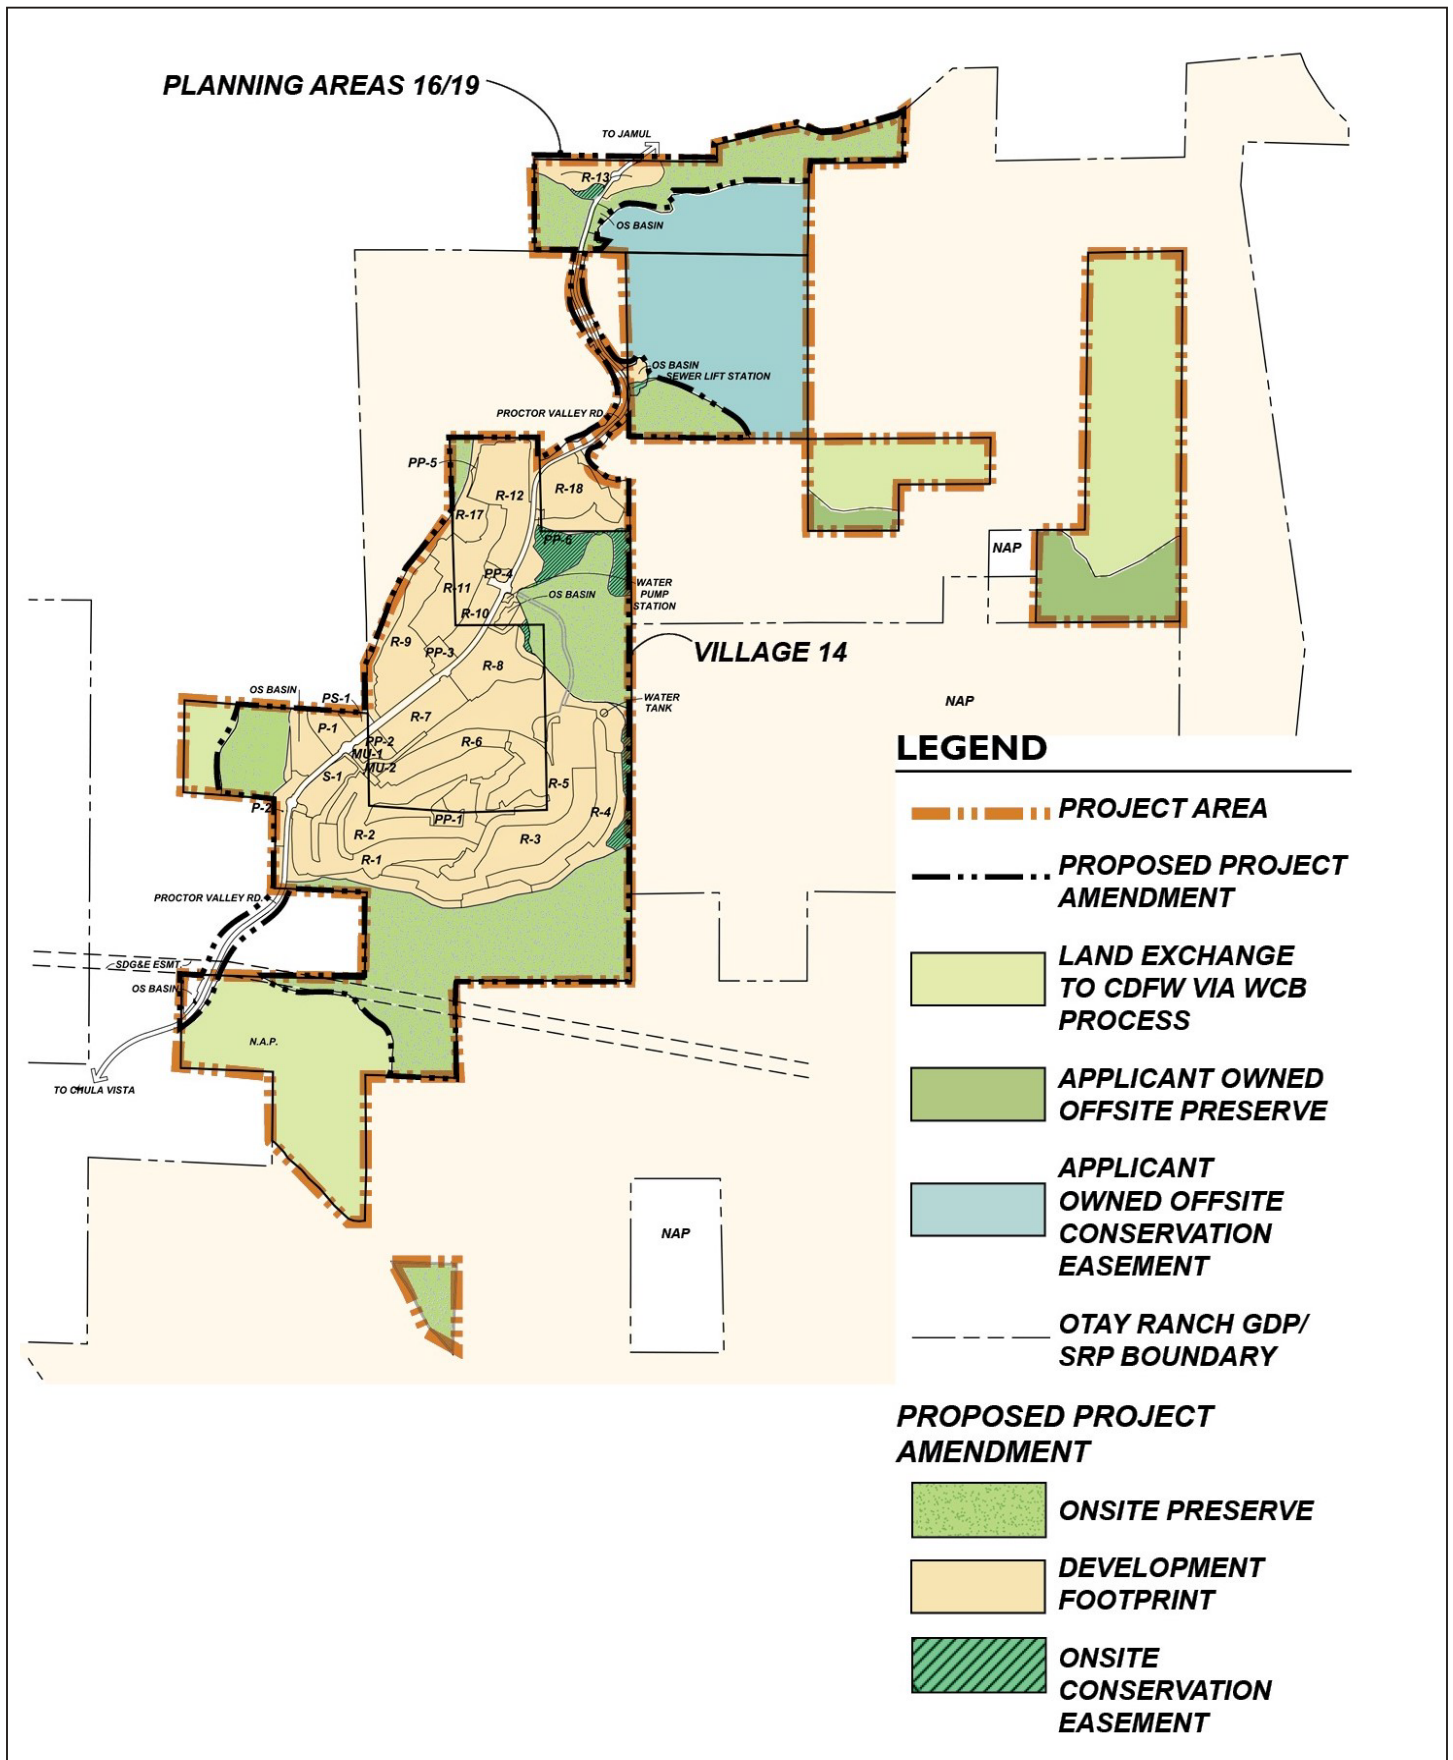 PLANNING AREAS 16/19
TO JAMUL
R-13
OS BASIN
OS BASIN
SEWER LIFT STATION
PROCTOR VALLEY RD.
PP-5
R-12
R-18
R-17
PP-6
NAP
PP-4
R-11
WATER
PUMP
STATION
OS BASIN
R-10
R-9
PP-3
R-8
VILLAGE 14
OS BASIN
PS-1
WATER
TANK
NAP
P-1
R-7
PP-2
R-6
MU-1
MU-2
S-1
R-5
P-2
R-4
PP-1
R-2
R-3
R-1
PROCTOR VALLEY RD.
SDG&E ESMT
OS BASIN
N.A.P.
TO CHULA VISTA
NAP
LEGEND
PROJECT AREA
PROPOSED PROJECT
AMENDMENT
LAND EXCHANGE
TO CDFW VIA WCB
PROCESS
APPLICANT OWNED
OFFSITE PRESERVE
APPLICANT
OWNED OFFSITE
CONSERVATION
EASEMENT
OTAY RANCH GDP/
SRP BOUNDARY
PROPOSED PROJECT
AMENDMENT
ONSITE PRESERVE
DEVELOPMENT
FOOTPRINT
ONSITE
CONSERVATION
EASEMENT